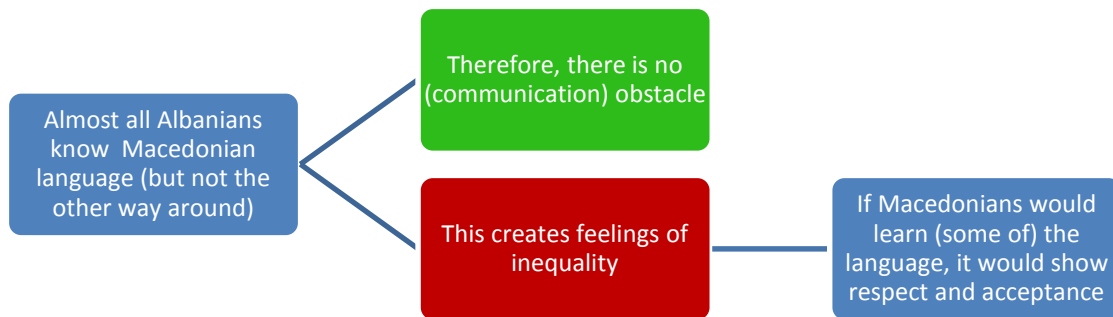 Almost all Albanians
know Macedonian
language (but not the
other way around)
Therefore, there is no
(communication) obstacle
This creates feelings of
inequality
If Macedonians would
learn (some of) the
language, it would show
respect and acceptance